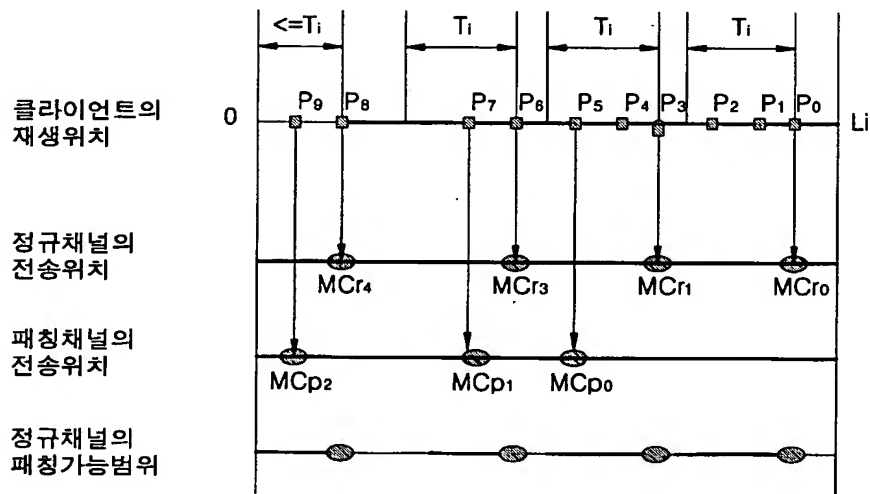 <=Ti Ti Ti Ti
클라이언트의
재생위치
0 P9 P8 P7 P6 P5 P4 P3 P2 P1 P0 Li
정규채널의
전송위치
MCr4 MCr3 MCr1 MCr0
패칭채널의
전송위치
MCp2 MCp1 MCp0
정규채널의
패칭가능범위